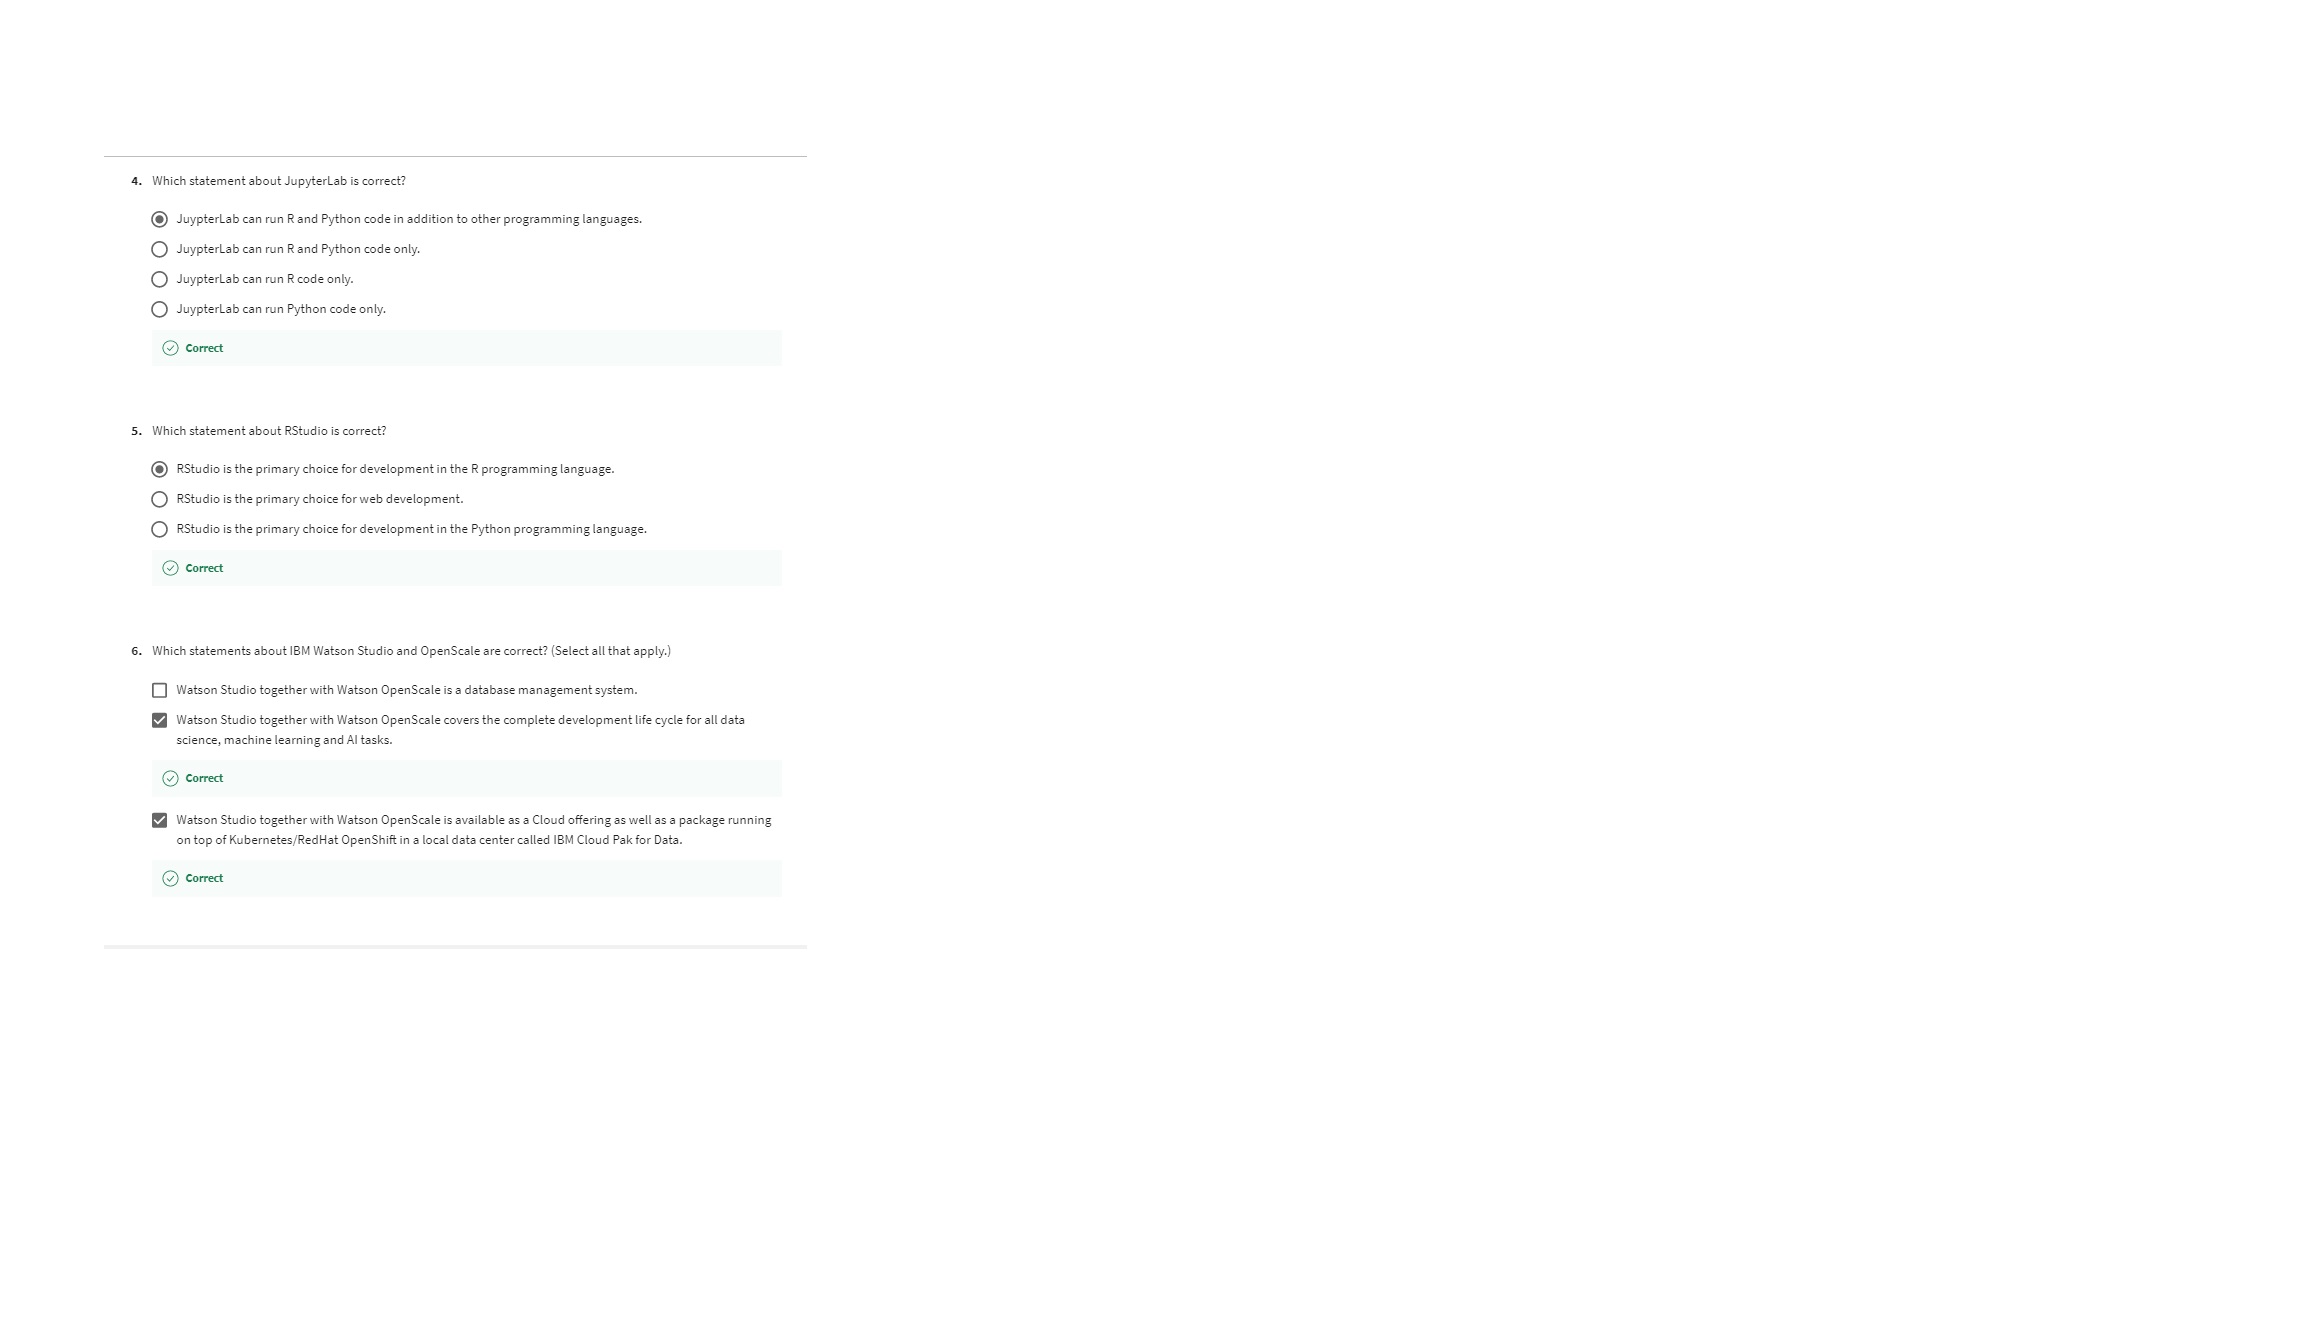 4. Which statement about JupyterLab is correct?
JuypterLab can run R and Python code in addition to other programming languages.
JuypterLab can run R and Python code only.
JuypterLab can run R code only.
JuypterLab can run Python code only.
Correct
5. Which statement about RStudio is correct?
RStudio is the primary choice for development in the R programming language.
RStudio is the primary choice for web development.
RStudio is the primary choice for development in the Python programming language.
Correct
6. Which statements about IBM Watson Studio and OpenScale are correct? (Select all that apply.)
Watson Studio together with Watson OpenScale is a database management system.
Watson Studio together with Watson OpenScale covers the complete development life cycle for all data
science, machine learning and AI tasks.
Correct
Watson Studio together with Watson OpenScale is available as a Cloud offering as well as a package running
on top of Kubernetes/RedHat OpenShift in a local data center called IBM Cloud Pak for Data.
Correct